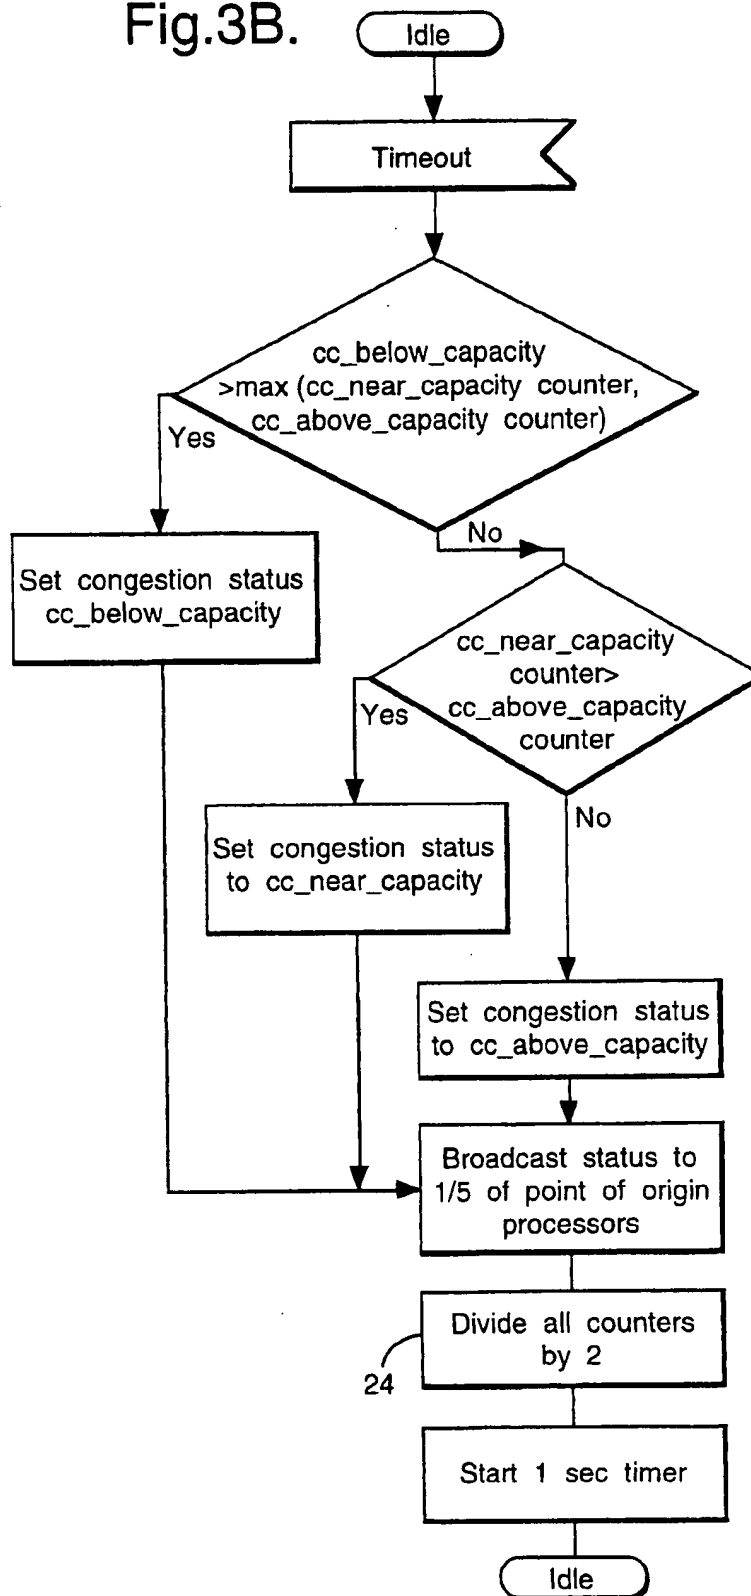 Fig.3B.
Idle
Timeout
cc_below_capacity
>max (cc_near_capacity counter,
cc_above_capacity counter)
Yes
No
Set congestion status
cc_below_capacity
cc_near_capacity
counter>
cc_above_capacity
counter
Yes
No
Set congestion status
to cc_near_capacity
Set congestion status
to cc_above_capacity
Broadcast status to
1/5 of point of origin
processors
Divide all counters
by 2
24
Start 1 sec timer
Idle